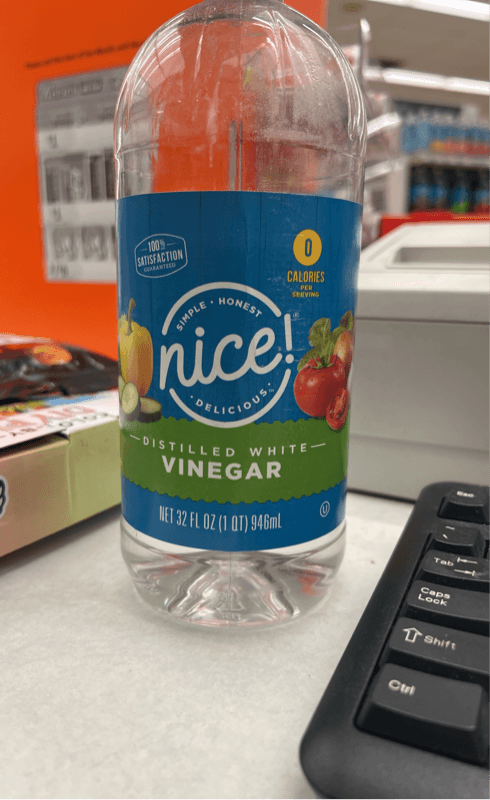 100%
SATISFACTION
GUARANTEED
0
CALORIES
PER
SERVING
SIMPLE · HONEST
nice!®
· DELICIOUS.™
DISTILLED WHITE
VINEGAR
NET 32 FL OZ (1 QT) 946mL
U
Esc
~
Tab
Caps
Lock
Shift
Ctrl